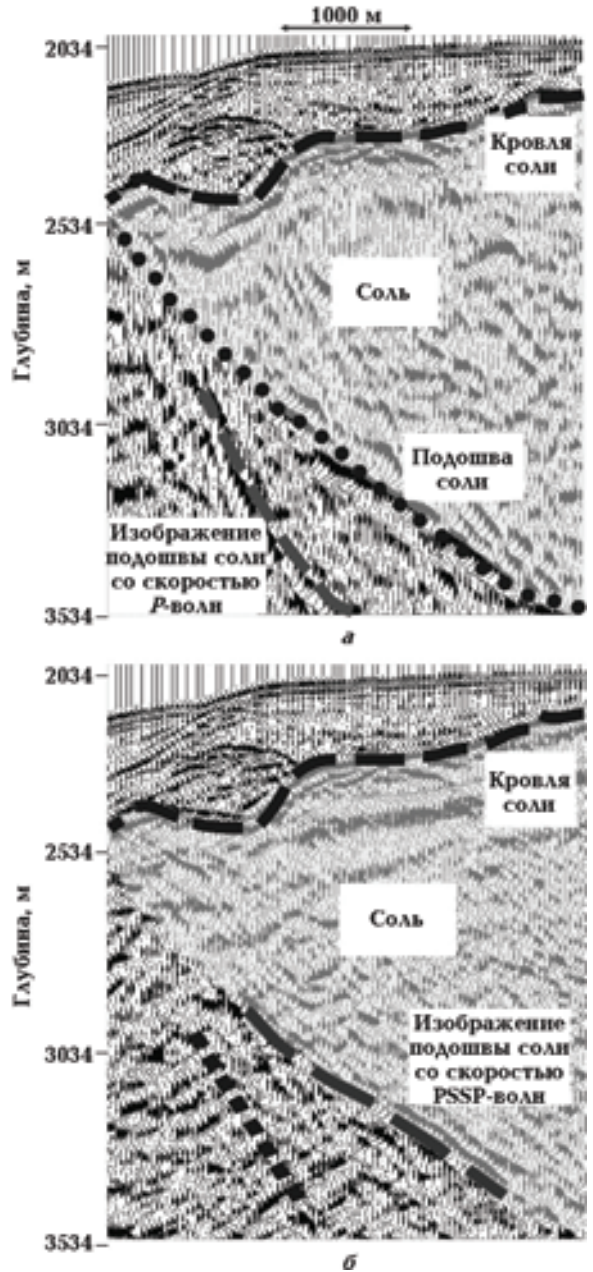 1000 м
2034
Кровля
соли
2534
Соль
Глубина, м
3034
Подошва
соли
Изображение
подошвы соли
со скоростью
P-волн
3534
а
2034
Кровля
соли
2534
Соль
Глубина, м
Изображение
подошвы соли
со скоростью
PSSP-волн
3034
3534
б